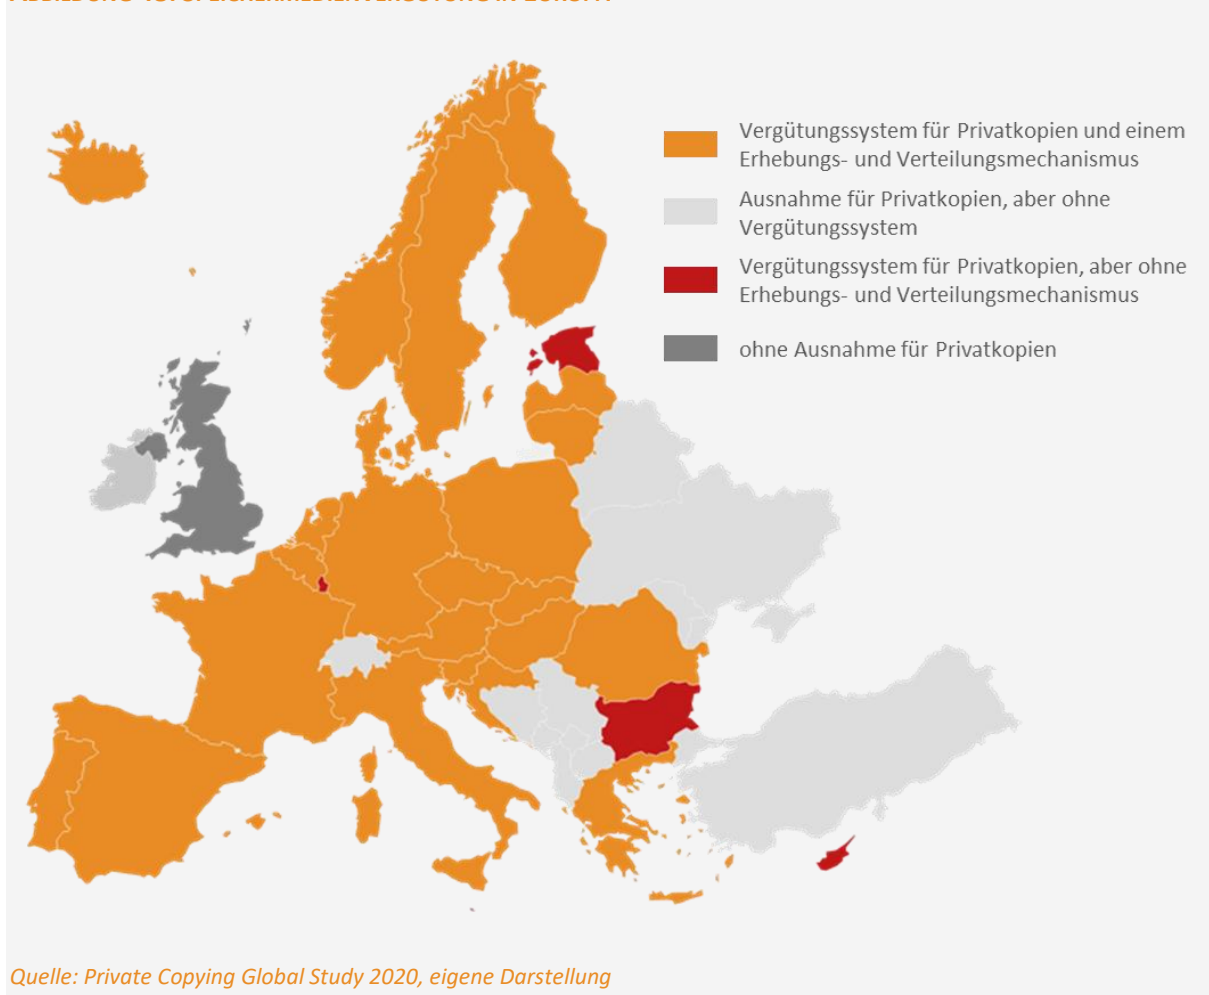 Vergütungssystem für Privatkopien und einem
Erhebungs- und Verteilungsmechanismus
Ausnahme für Privatkopien, aber ohne
Vergütungssystem
Vergütungssystem für Privatkopien, aber ohne
Erhebungs- und Verteilungsmechanismus
ohne Ausnahme für Privatkopien
Quelle: Private Copying Global Study 2020, eigene Darstellung